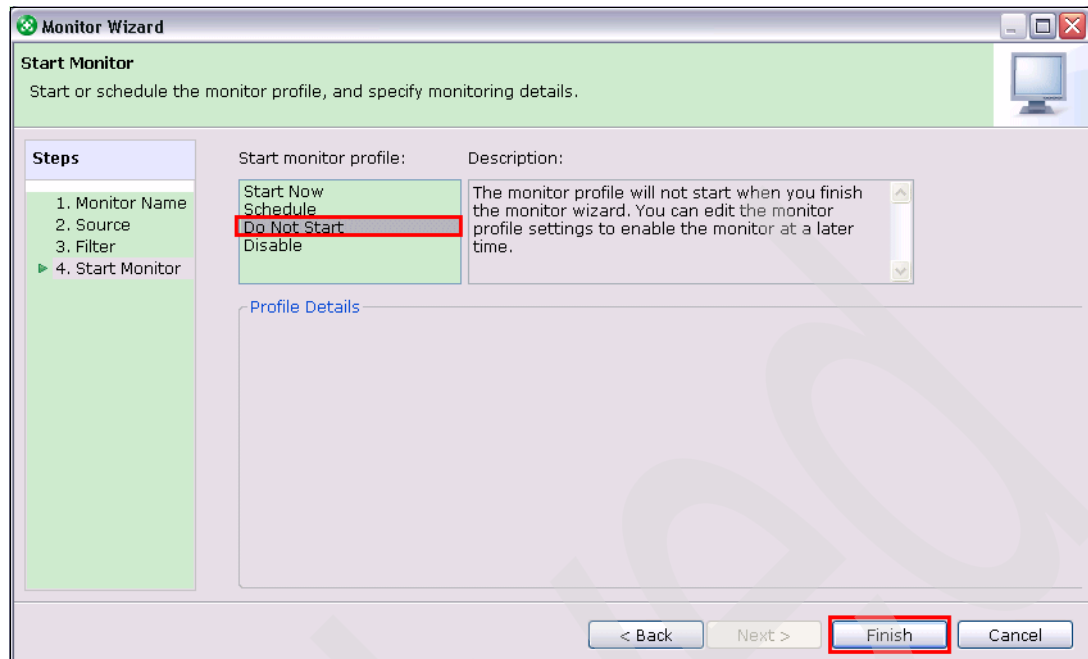 Monitor Wizard
Start Monitor
Start or schedule the monitor profile, and specify monitoring details.
Steps
1. Monitor Name
2. Source
3. Filter
4. Start Monitor
Start monitor profile:
Start Now
Schedule
Do Not Start
Disable
Description:
The monitor profile will not start when you finish
the monitor wizard. You can edit the monitor
profile settings to enable the monitor at a later
time.
Profile Details
< Back
Next >
Finish
Cancel